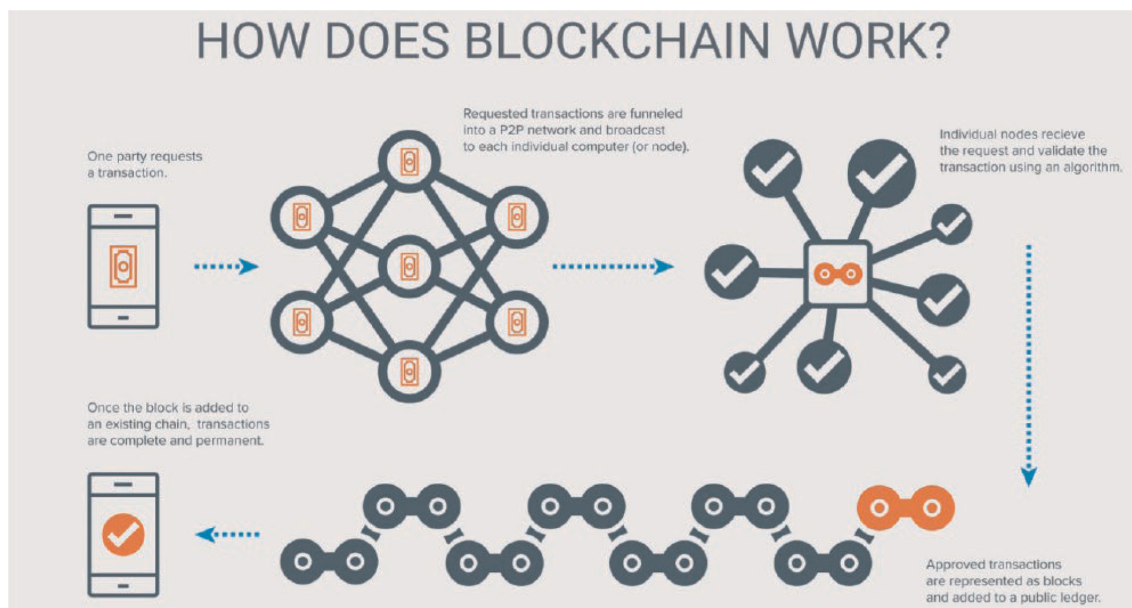 HOW DOES BLOCKCHAIN WORK?
One party requests
a transaction.
Requested transactions are funneled
into a P2P network and broadcast
to each individual computer (or node).
Individual nodes recieve
the request and validate the
transaction using an algorithm.
Approved transactions
are represented as blocks
and added to a public ledger.
Once the block is added to
an existing chain, transactions
are complete and permanent.